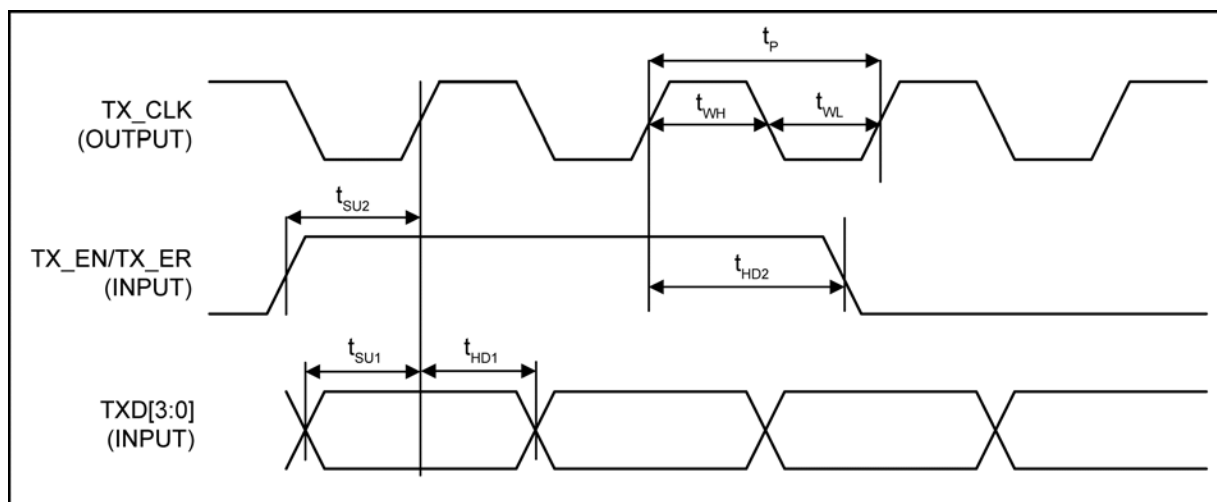 t_P
TX_CLK
(OUTPUT)
t_WH
t_WL
t_SU2
TX_EN/TX_ER
(INPUT)
t_HD2
t_SU1
t_HD1
TXD[3:0]
(INPUT)